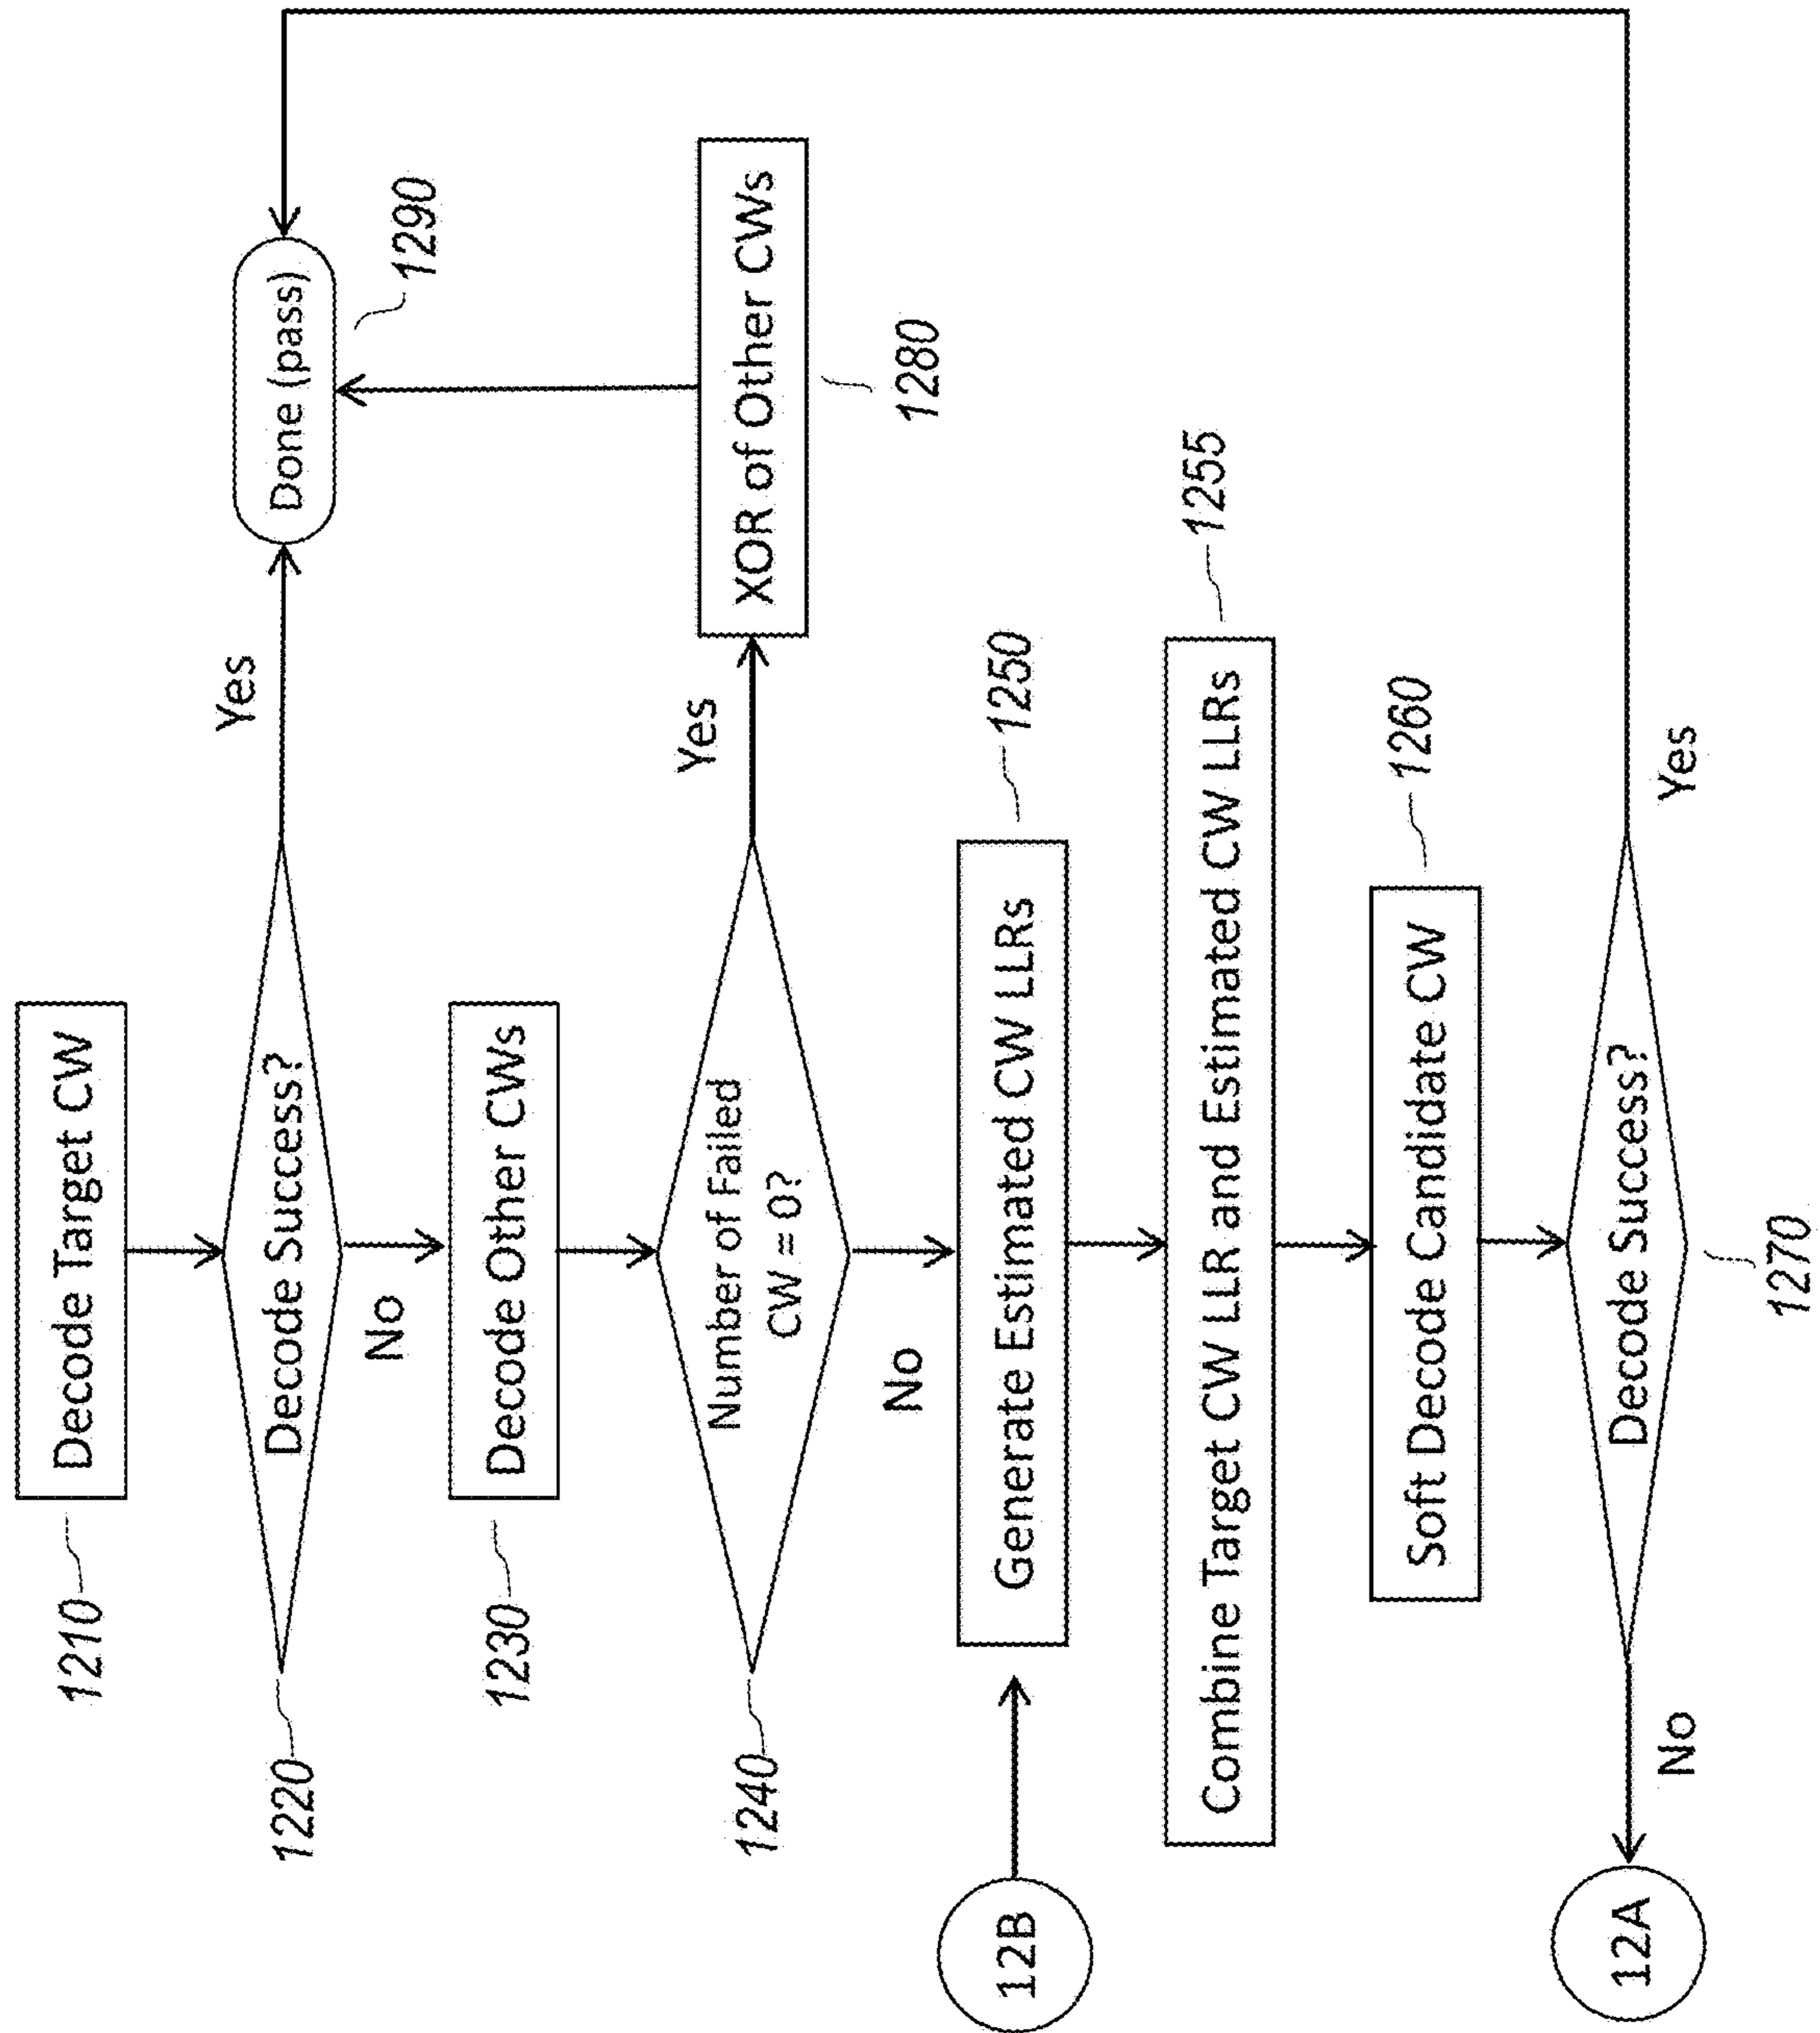 Decode Target CW
1210
Decode Success?
1220
Yes
No
Done (pass)
1290
Decode Other CWs
1230
Number of Failed
CW = 0?
1240
Yes
No
XOR of Other CWs
1280
12B
Generate Estimated CW LLRs
1250
Combine Target CW LLR and Estimated CW LLRs
1255
Soft Decode Candidate CW
1260
Decode Success?
1270
Yes
No
12A